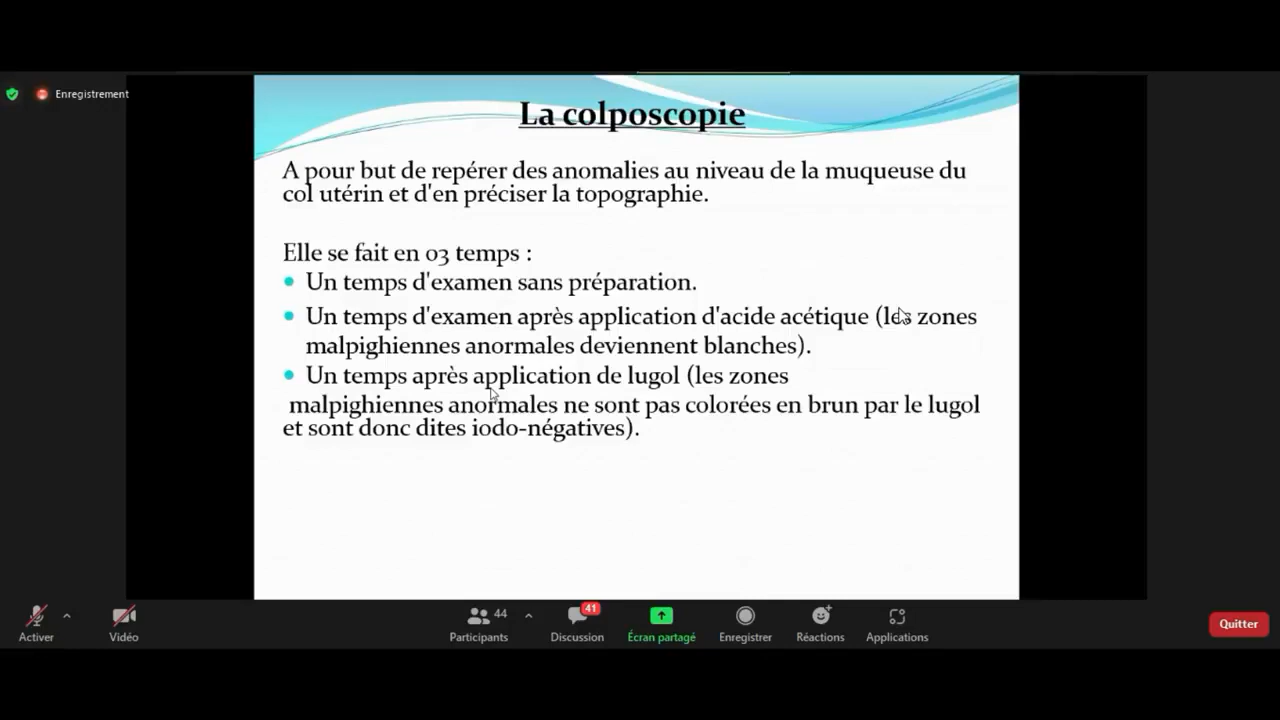 Enregistrement
La colposcopie
A pour but de repérer des anomalies au niveau de la muqueuse du
col utérin et d'en préciser la topographie.
Elle se fait en 03 temps :
• Un temps d'examen sans préparation.
• Un temps d'examen après application d'acide acétique (les zones
malpighiennes anormales deviennent blanches).
• Un temps après application de lugol (les zones
malpighiennes anormales ne sont pas colorées en brun par le lugol
et sont donc dites iodo-négatives).
44
41
Activer
Vidéo
Participants
Discussion
Écran partagé
Enregistrer
Réactions
Applications
Quitter